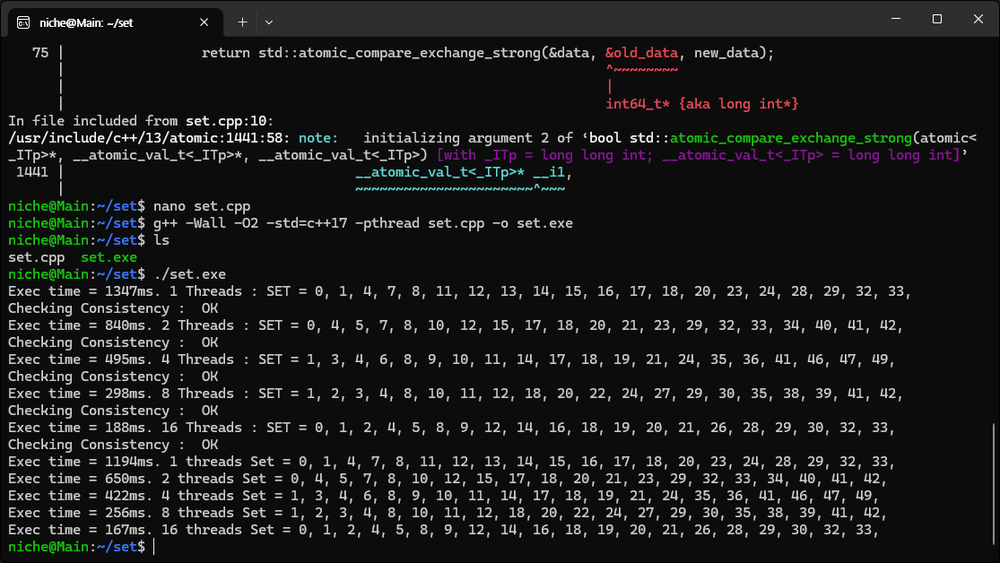 niche@Main: ~/set
75 | return std::atomic_compare_exchange_strong(&data, &old_data, new_data);
| ^~~~~~~~~
| |
| int64_t* {aka long int*}
In file included from set.cpp:10:
/usr/include/c++/13/atomic:1441:58: note:   initializing argument 2 of ‘bool std::atomic_compare_exchange_strong(atomic<
_ITp>*, __atomic_val_t<_ITp>*, __atomic_val_t<_ITp>) [with _ITp = long long int; __atomic_val_t<_ITp> = long long int]’
1441 | __atomic_val_t<_ITp>* __i1,
| ~~~~~~~~~~~~~~~~~~~~~~^~~~
niche@Main:~/set$ nano set.cpp
niche@Main:~/set$ g++ -Wall -O2 -std=c++17 -pthread set.cpp -o set.exe
niche@Main:~/set$ ls
set.cpp  set.exe
niche@Main:~/set$ ./set.exe
Exec time = 1347ms. 1 Threads : SET = 0, 1, 4, 7, 8, 11, 12, 13, 14, 15, 16, 17, 18, 20, 23, 24, 28, 29, 32, 33,
Checking Consistency :  OK
Exec time = 840ms. 2 Threads : SET = 0, 4, 5, 7, 8, 10, 12, 15, 17, 18, 20, 21, 23, 29, 32, 33, 34, 40, 41, 42,
Checking Consistency :  OK
Exec time = 495ms. 4 Threads : SET = 1, 3, 4, 6, 8, 9, 10, 11, 14, 17, 18, 19, 21, 24, 35, 36, 41, 46, 47, 49,
Checking Consistency :  OK
Exec time = 298ms. 8 Threads : SET = 1, 2, 3, 4, 8, 10, 11, 12, 18, 20, 22, 24, 27, 29, 30, 35, 38, 39, 41, 42,
Checking Consistency :  OK
Exec time = 188ms. 16 Threads : SET = 0, 1, 2, 4, 5, 8, 9, 12, 14, 16, 18, 19, 20, 21, 26, 28, 29, 30, 32, 33,
Checking Consistency :  OK
Exec time = 1194ms. 1 threads Set = 0, 1, 4, 7, 8, 11, 12, 13, 14, 15, 16, 17, 18, 20, 23, 24, 28, 29, 32, 33,
Exec time = 650ms. 2 threads Set = 0, 4, 5, 7, 8, 10, 12, 15, 17, 18, 20, 21, 23, 29, 32, 33, 34, 40, 41, 42,
Exec time = 422ms. 4 threads Set = 1, 3, 4, 6, 8, 9, 10, 11, 14, 17, 18, 19, 21, 24, 35, 36, 41, 46, 47, 49,
Exec time = 256ms. 8 threads Set = 1, 2, 3, 4, 8, 10, 11, 12, 18, 20, 22, 24, 27, 29, 30, 35, 38, 39, 41, 42,
Exec time = 167ms. 16 threads Set = 0, 1, 2, 4, 5, 8, 9, 12, 14, 16, 18, 19, 20, 21, 26, 28, 29, 30, 32, 33,
niche@Main:~/set$